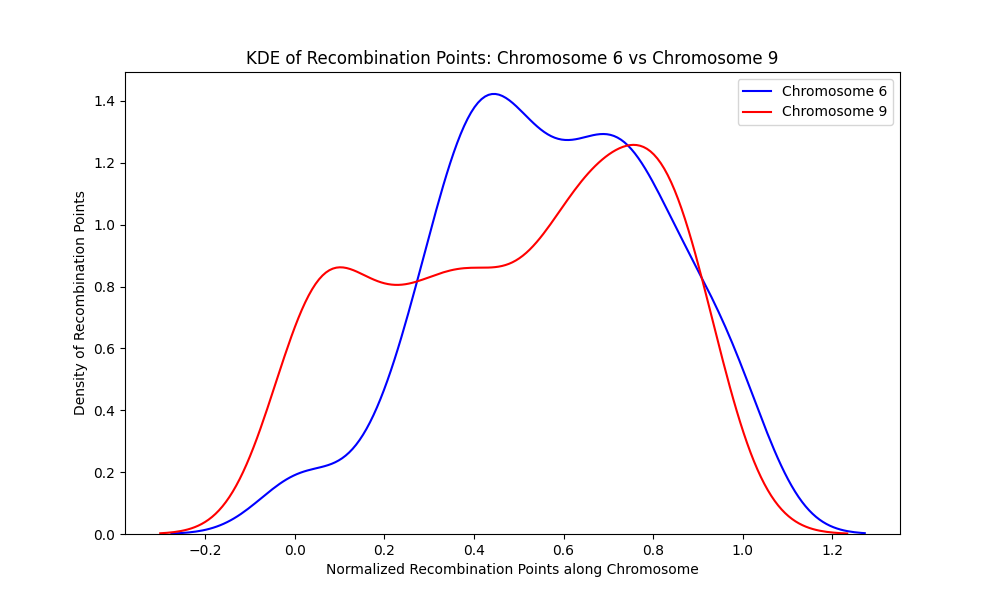 KDE of Recombination Points: Chromosome 6 vs Chromosome 9
Chromosome 6
Chromosome 9
Density of Recombination Points
1.4
1.2
1.0
0.8
0.6
0.4
0.2
0.0
−0.2 0.0 0.2 0.4 0.6 0.8 1.0 1.2
Normalized Recombination Points along Chromosome